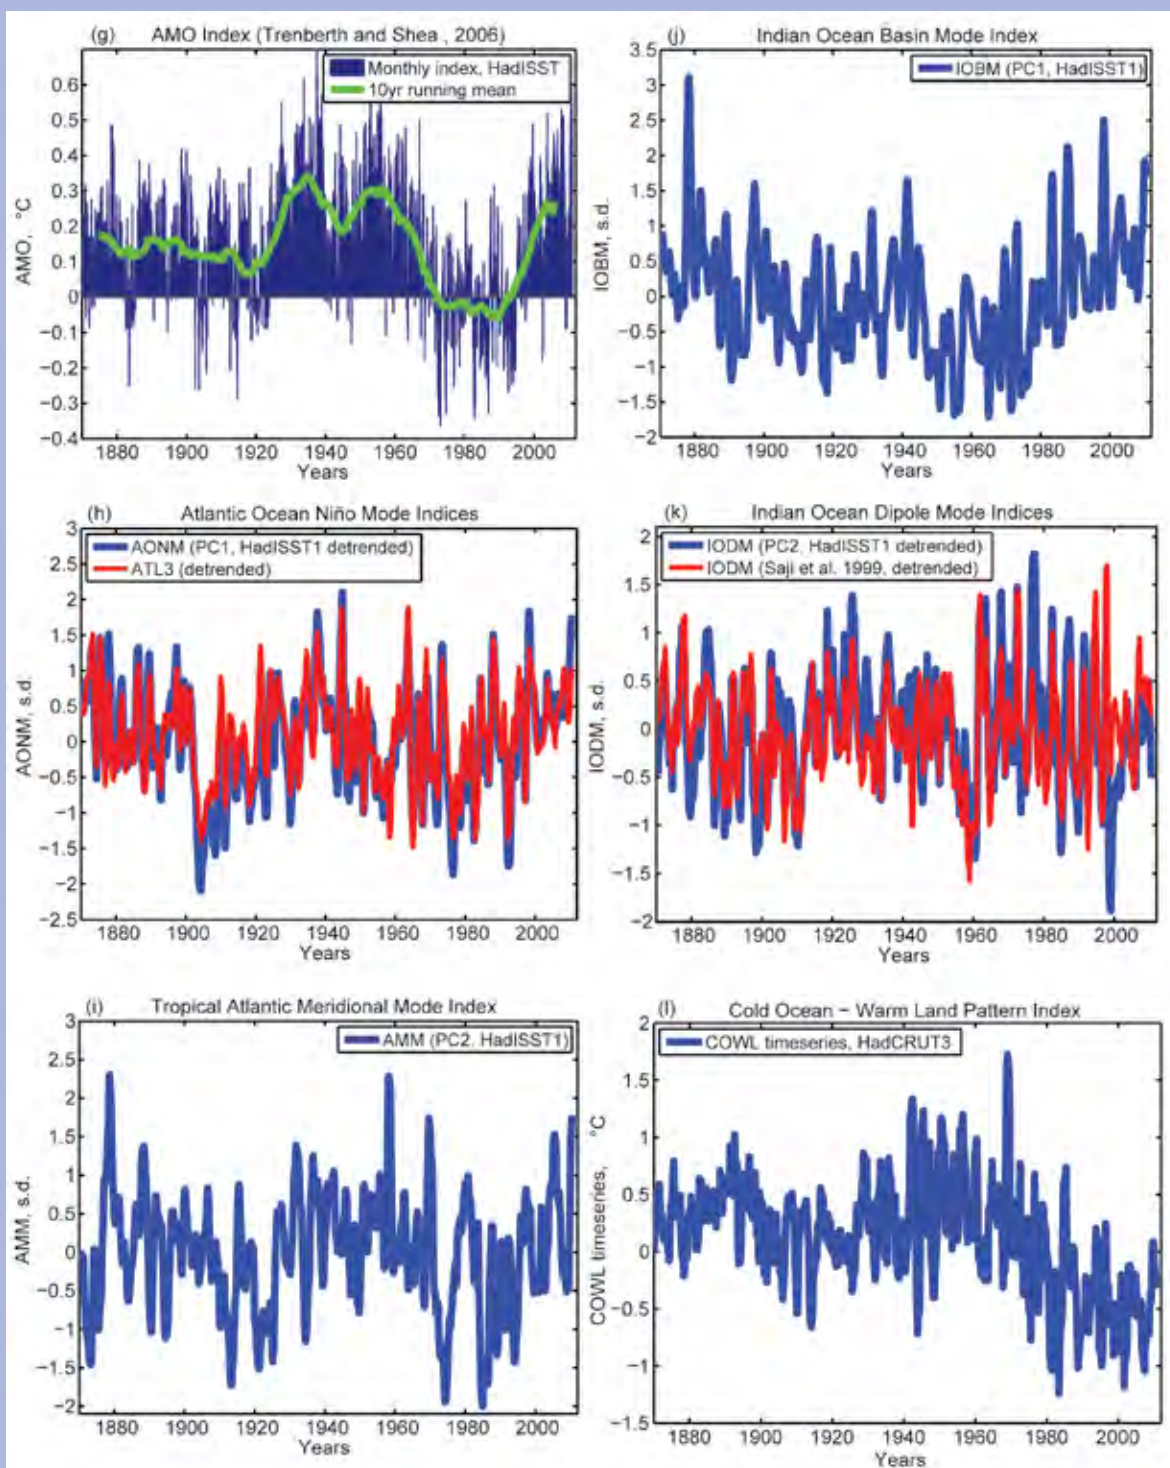 (g) AMO Index (Trenberth and Shea , 2006)
Monthly index, HadISST
10yr running mean
0.6
0.5
0.4
0.3
0.2
0.1
0
−0.1
−0.2
−0.3
−0.4
AMO, °C
1880 1900 1920 1940 1960 1980 2000
Years
(j) Indian Ocean Basin Mode Index
IOBM (PC1, HadISST1)
3.5
3
2.5
2
1.5
1
0.5
0
−0.5
−1
−1.5
−2
IOBM, s.d.
1880 1900 1920 1940 1960 1980 2000
Years
(h) Atlantic Ocean Niño Mode Indices
AONM (PC1, HadISST1 detrended)
ATL3 (detrended)
3
2.5
2
1.5
1
0.5
0
−0.5
−1
−1.5
−2
−2.5
AONM, s.d.
1880 1900 1920 1940 1960 1980 2000
Years
(k) Indian Ocean Dipole Mode Indices
IODM (PC2, HadISST1 detrended)
IODM (Saji et al. 1999, detrended)
2
1.5
1
0.5
0
−0.5
−1
−1.5
−2
IODM, s.d.
1880 1900 1920 1940 1960 1980 2000
Years
(i) Tropical Atlantic Meridional Mode Index
AMM (PC2, HadISST1)
3
2.5
2
1.5
1
0.5
0
−0.5
−1
−1.5
−2
AMM, s.d.
1880 1900 1920 1940 1960 1980 2000
Years
(l) Cold Ocean − Warm Land Pattern Index
COWL timeseries, HadCRUT3
2
1.5
1
0.5
0
−0.5
−1
−1.5
COWL timeseries, °C
1880 1900 1920 1940 1960 1980 2000
Years